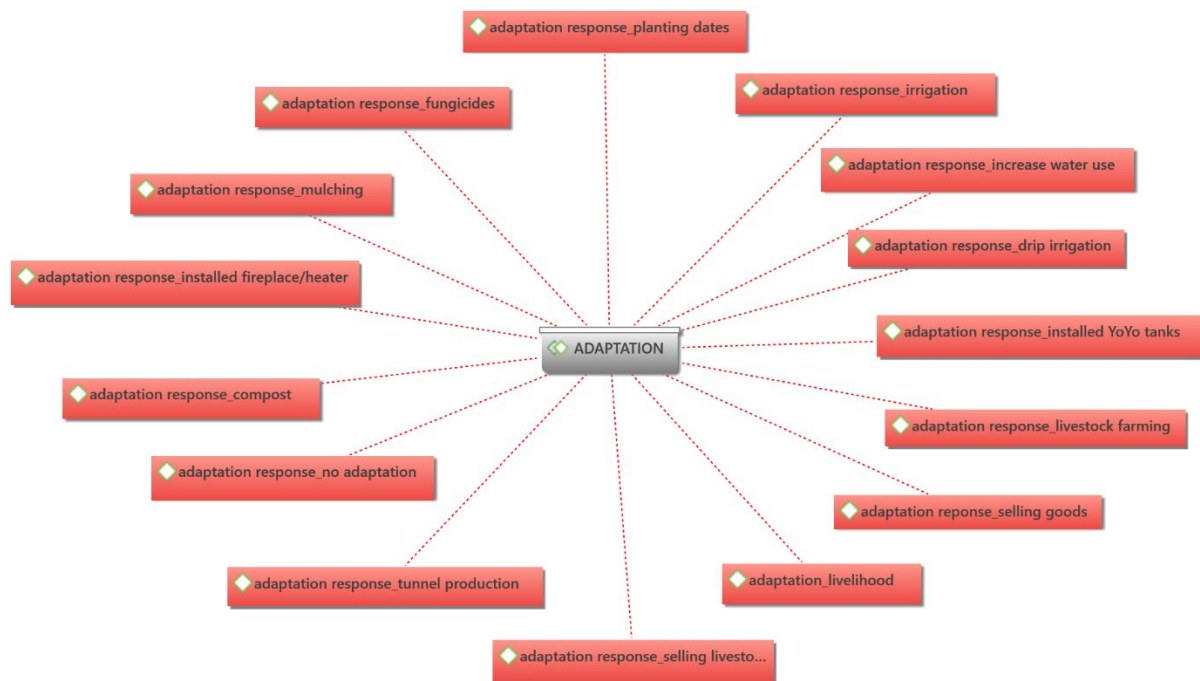 adaptation response_planting dates
adaptation response_fungicides
adaptation response_irrigation
adaptation response_increase water use
adaptation response_mulching
adaptation response_drip irrigation
adaptation response_installed fireplace/heater
adaptation response_installed YoYo tanks
ADAPTATION
adaptation response_compost
adaptation response_livestock farming
adaptation response_no adaptation
adaptation reponse_selling goods
adaptation response_tunnel production
adaptation_livelihood
adaptation response_selling livesto...